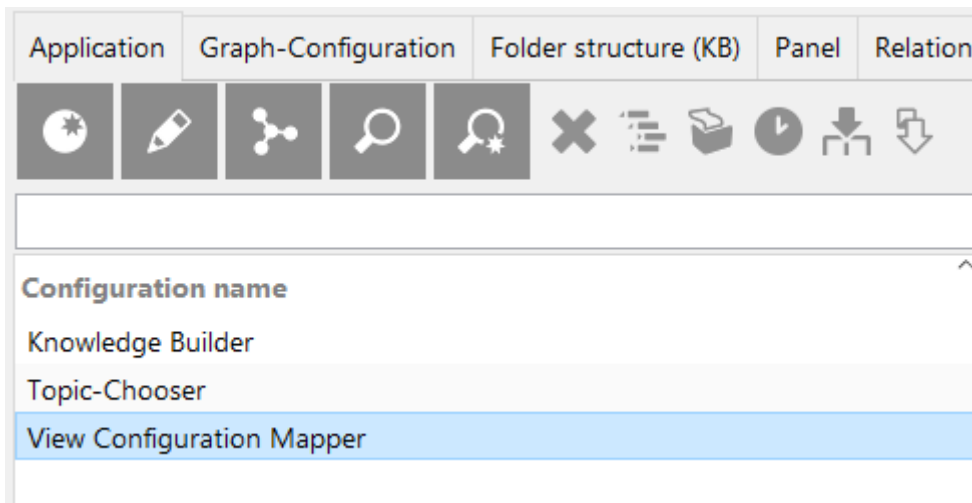 Application Graph-Configuration Folder structure (KB) Panel Relation
Configuration name
Knowledge Builder
Topic-Chooser
View Configuration Mapper